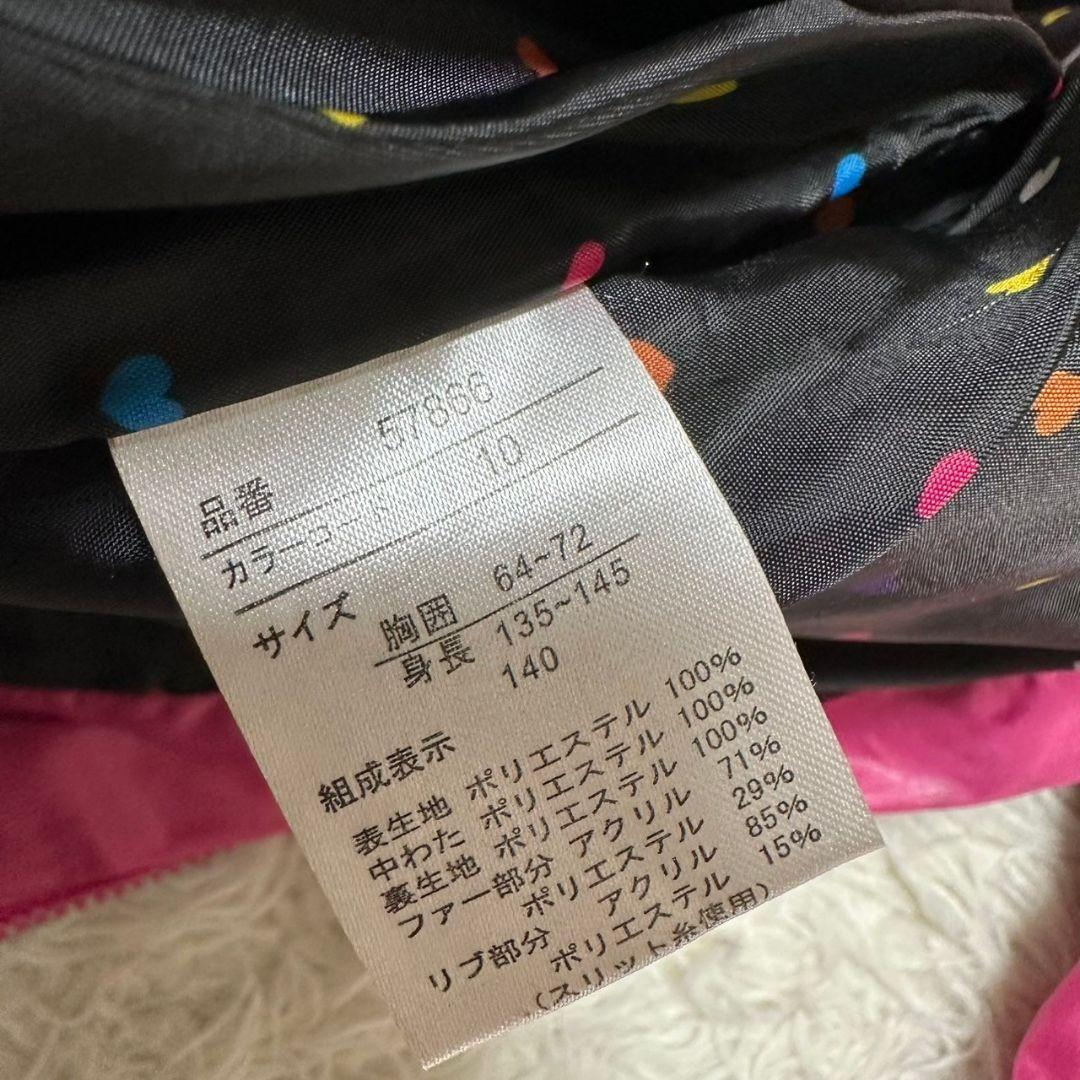 品番 57866
カラーコード 10
サイズ 胸囲 64~72
身長 135~145
140
組成表示
表生地 ポリエステル 100%
中わた ポリエステル 100%
裏生地 ポリエステル 100%
ファー部分 アクリル 71%
ポリエステル 29%
リブ部分 アクリル 85%
ポリエステル 15%
(スリット糸使用)